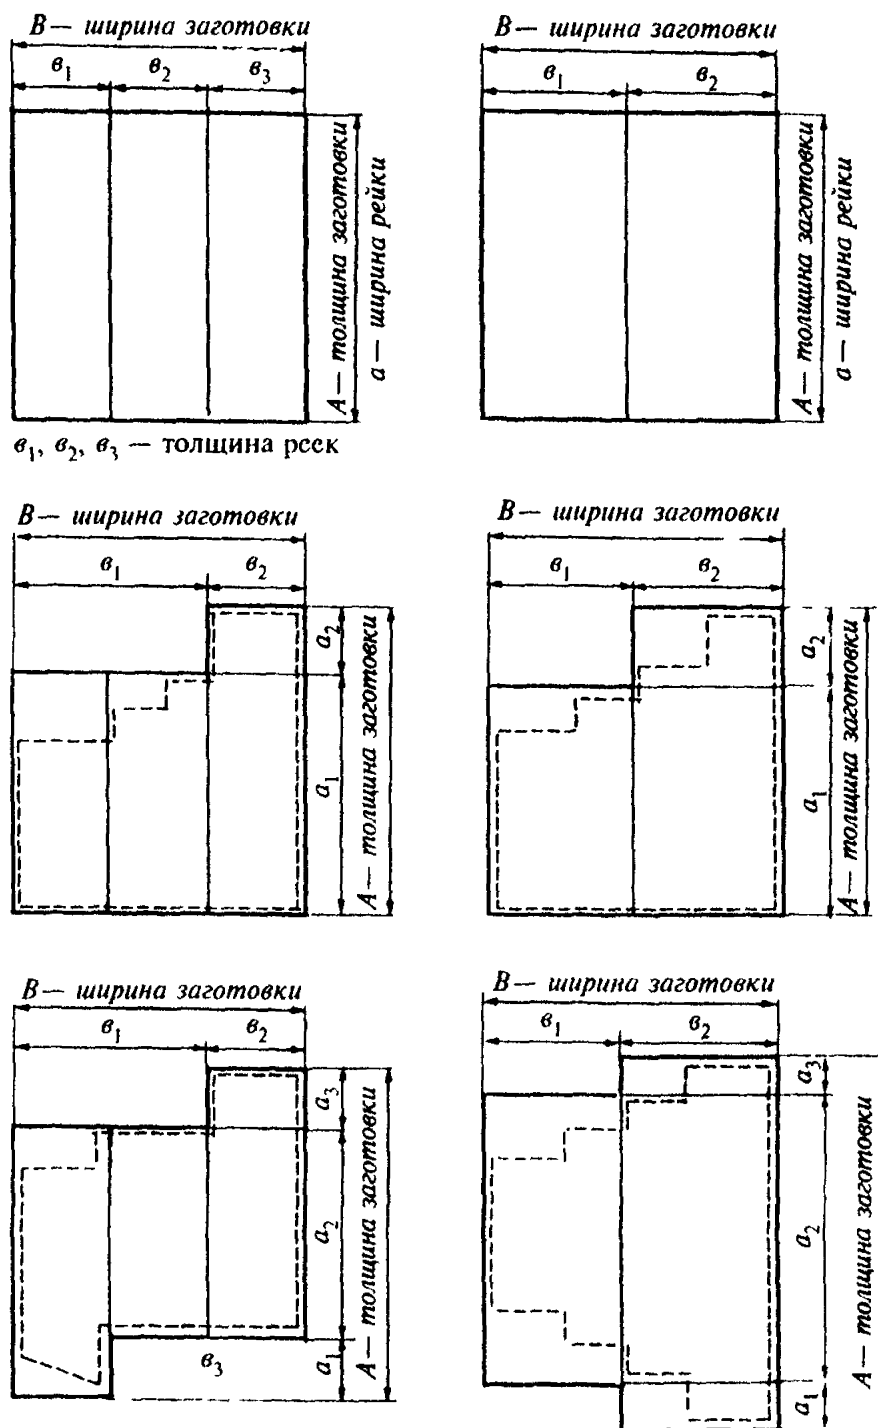 В — ширина заготовки
в₁ в₂ в₃
А — толщина заготовки
а — ширина рейки
в₁, в₂, в₃ — толщина реек
В — ширина заготовки
в₁ в₂
А — толщина заготовки
а — ширина рейки
В — ширина заготовки
в₁ в₂
а₂
а₁
А — толщина заготовки
В — ширина заготовки
в₁ в₂
а₂
а₁
А — толщина заготовки
В — ширина заготовки
в₁ в₂
а₃
а₂
а₁
в₃
А — толщина заготовки
В — ширина заготовки
в₁ в₂
а₃
а₂
а₁
А — толщина заготовки